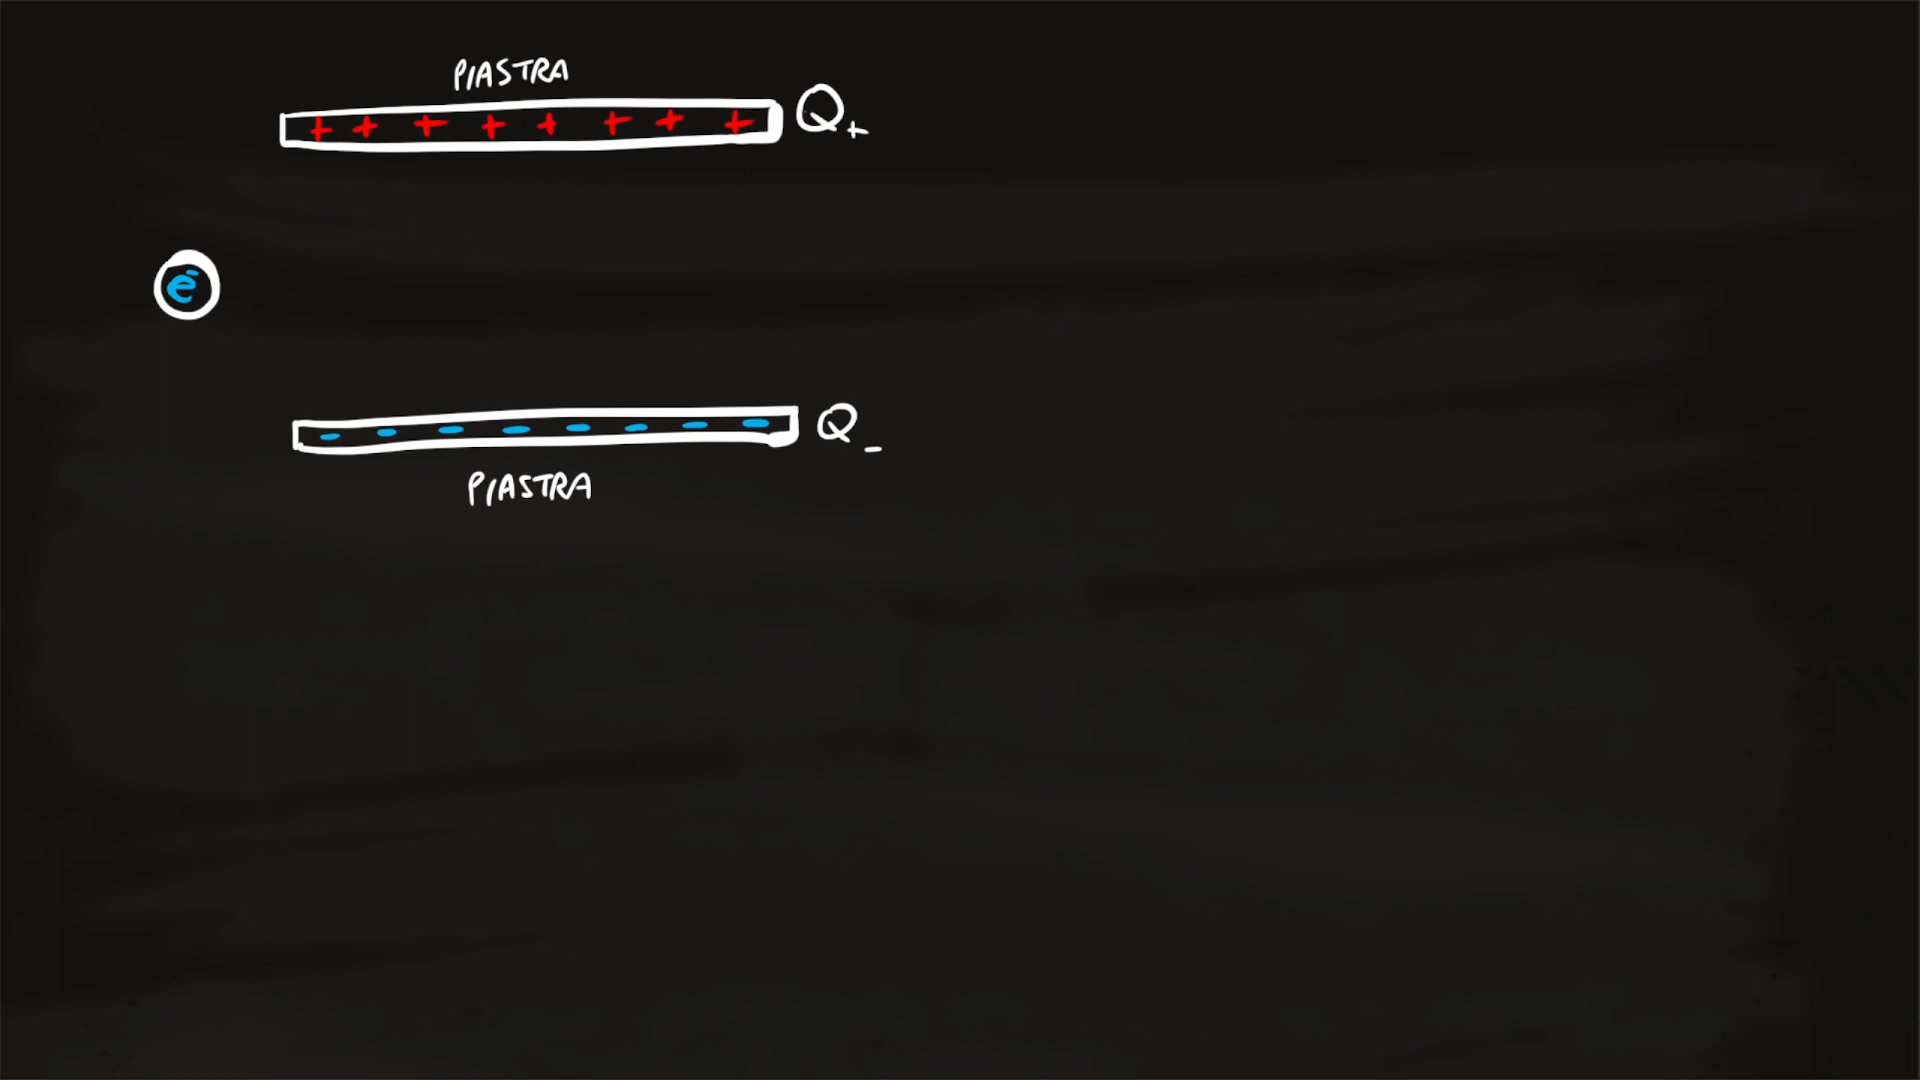 PIASTRA
+ + + + + + + + Q+
e-
- - - - - - - - Q-
PIASTRA